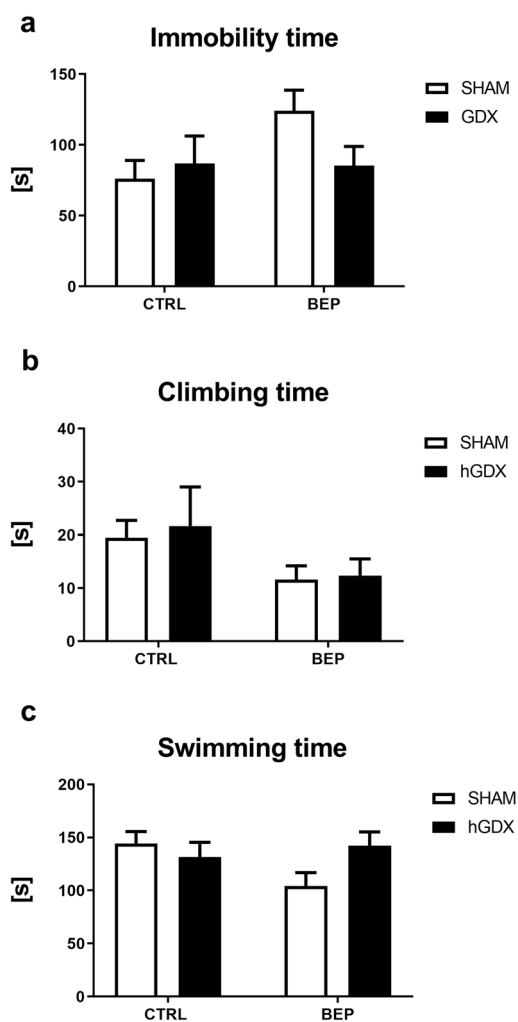 a
Immobility time
150
100
50
0
[s]
CTRL
BEP
SHAM
GDX
b
Climbing time
40
30
20
10
0
[s]
CTRL
BEP
SHAM
hGDX
c
Swimming time
200
150
100
50
0
[s]
CTRL
BEP
SHAM
hGDX